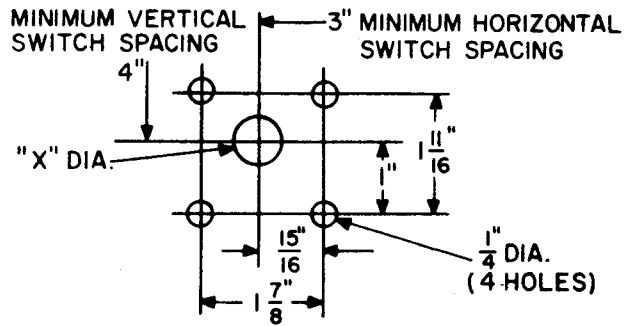 MINIMUM VERTICAL
SWITCH SPACING
4"
3" MINIMUM HORIZONTAL
SWITCH SPACING
"X" DIA.
1 11/16"
1"
15/16"
1 7/8"
1/4" DIA.
(4 HOLES)